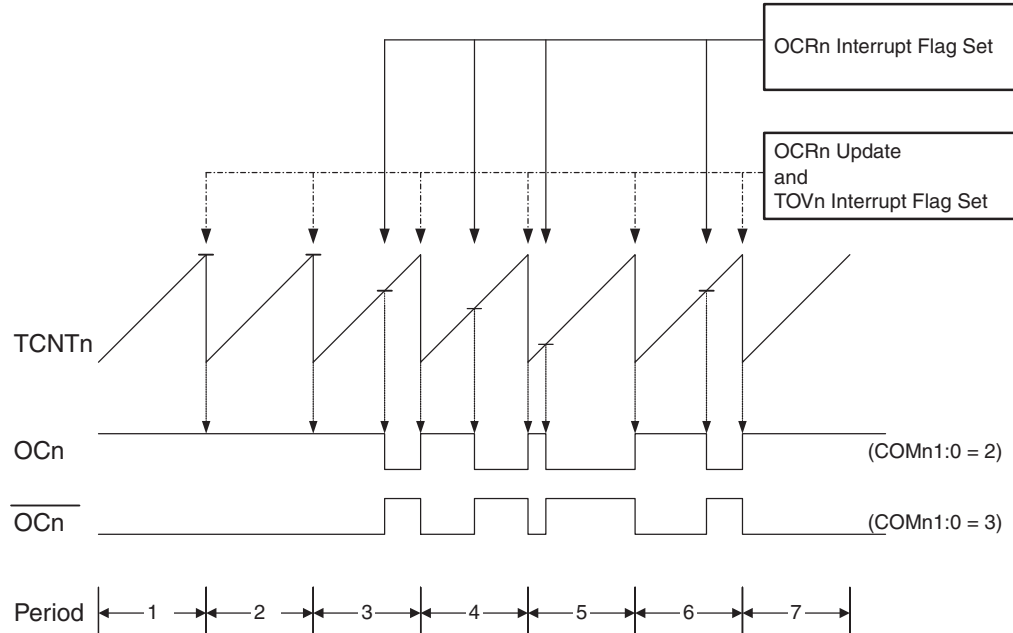 OCRn Interrupt Flag Set
OCRn Update
and
TOVn Interrupt Flag Set
TCNTn
OCn
(COMn1:0 = 2)
OCn
(COMn1:0 = 3)
Period
1
2
3
4
5
6
7